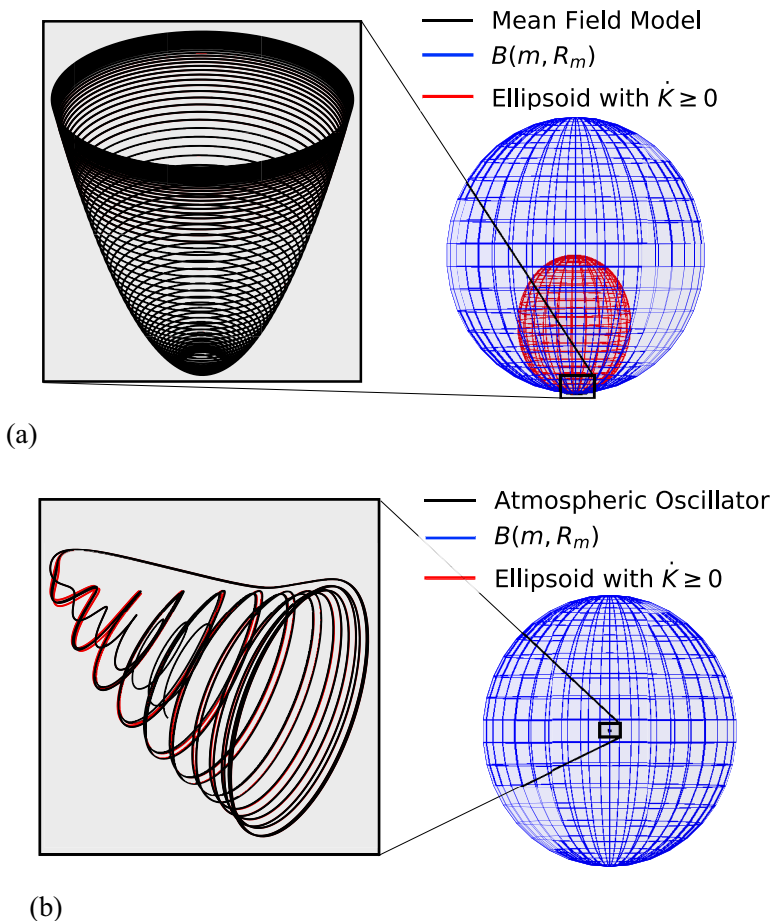 Mean Field Model
B(m, R_m)
Ellipsoid with K̇ ≥ 0
(a)
Atmospheric Oscillator
B(m, R_m)
Ellipsoid with K̇ ≥ 0
(b)